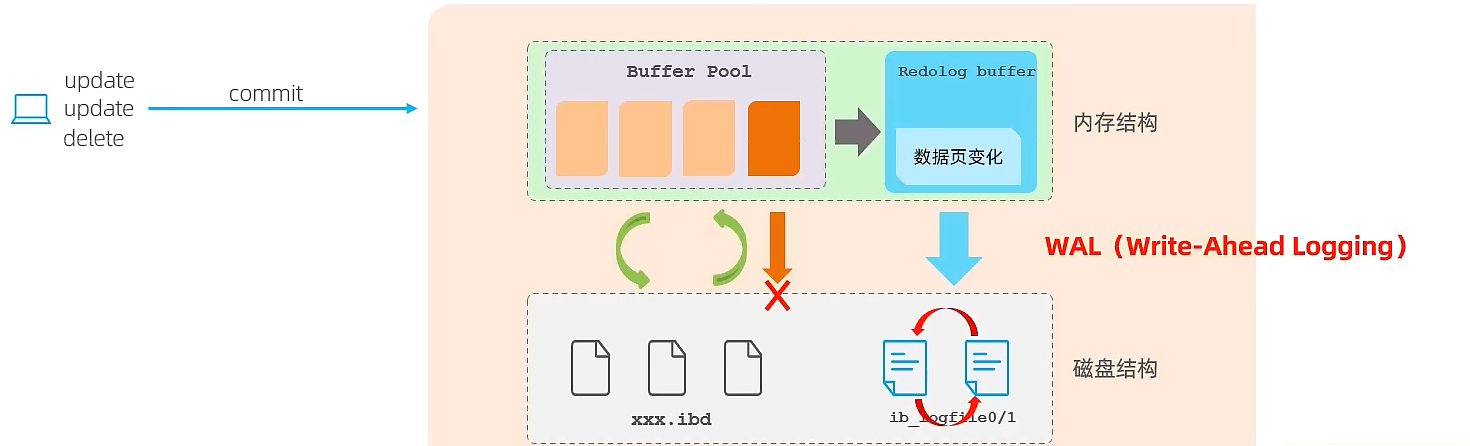 update
update
delete
commit
Buffer Pool
Redolog buffer
数据页变化
内存结构
WAL（Write-Ahead Logging）
xxx.ibd
ib_logfile0/1
磁盘结构